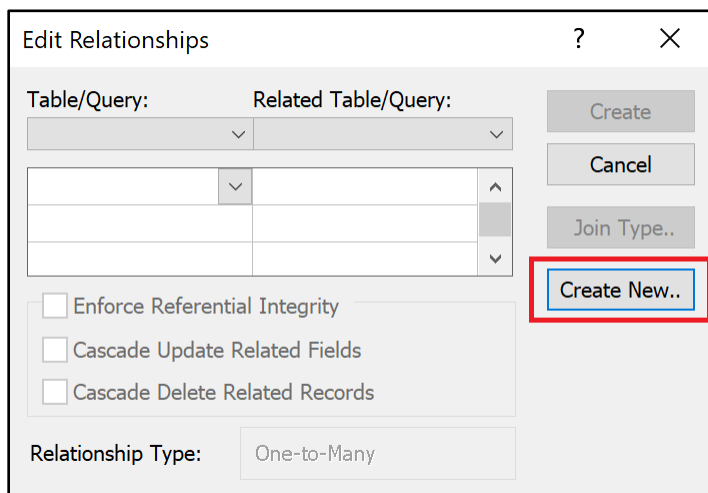 Edit Relationships ?
Table/Query: Related Table/Query:
Create
Cancel
Join Type..
Create New..
Enforce Referential Integrity
Cascade Update Related Fields
Cascade Delete Related Records
Relationship Type: One-to-Many